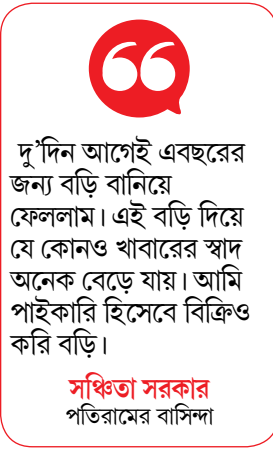 দু'দিন আগেই এবছরের
জন্য বড়ি বানিয়ে
ফেললাম। এই বড়ি দিয়ে
যে কোনও খাবারের স্বাদ
অনেক বেড়ে যায়। আমি
পাইকারি হিসেবে বিক্রিও
করি বড়ি।
সঞ্চিতা সরকার
পতিরামের বাসিন্দা